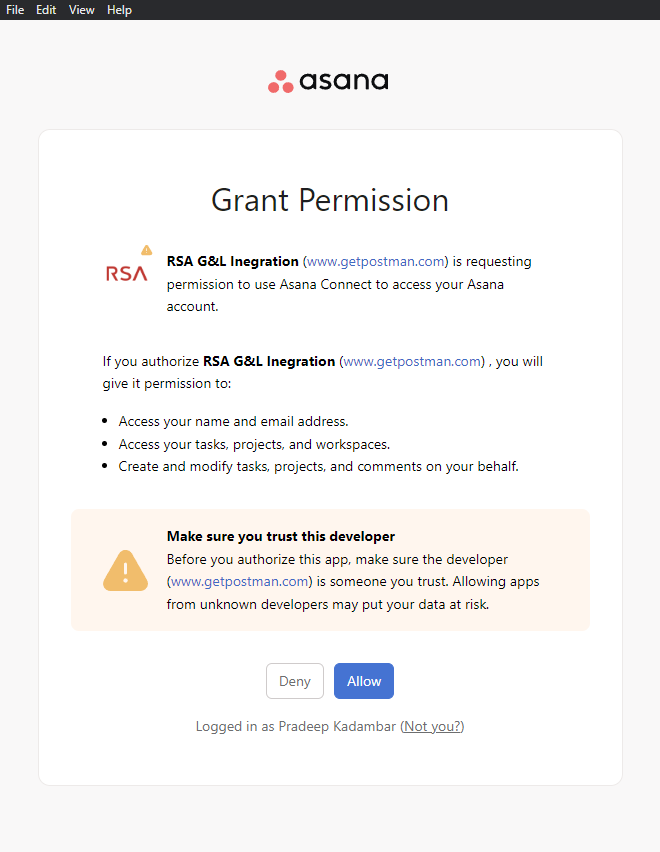 File Edit View Help
asana
Grant Permission
RSA
RSA G&L Inegration (www.getpostman.com) is requesting
permission to use Asana Connect to access your Asana
account.
If you authorize RSA G&L Inegration (www.getpostman.com) , you will
give it permission to:
• Access your name and email address.
• Access your tasks, projects, and workspaces.
• Create and modify tasks, projects, and comments on your behalf.
Make sure you trust this developer
Before you authorize this app, make sure the developer
(www.getpostman.com) is someone you trust. Allowing apps
from unknown developers may put your data at risk.
Deny Allow
Logged in as Pradeep Kadambar (Not you?)